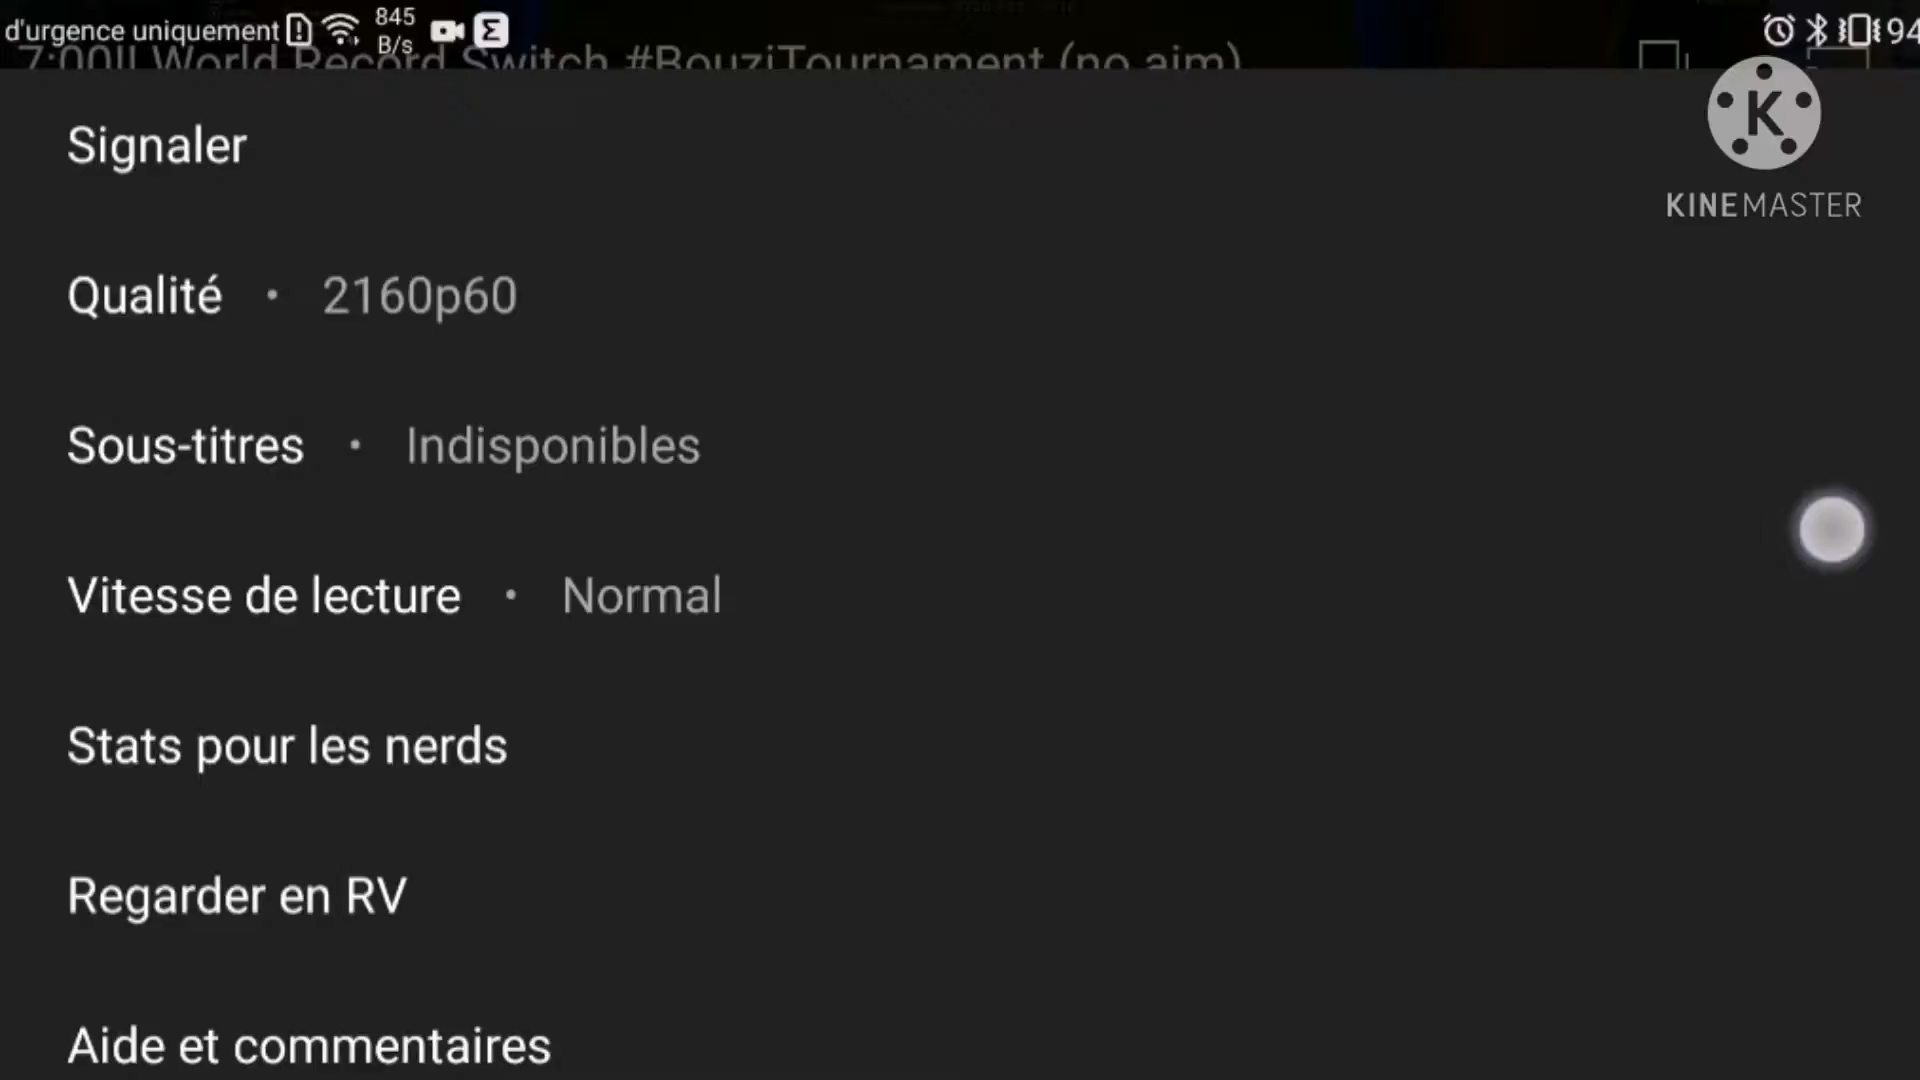 d'urgence uniquement 845 B/s Σ 94
7:00|| World Record Switch #BouziTournament (no aim)
K
KINEMASTER
Signaler
Qualité • 2160p60
Sous-titres • Indisponibles
Vitesse de lecture • Normal
Stats pour les nerds
Regarder en RV
Aide et commentaires